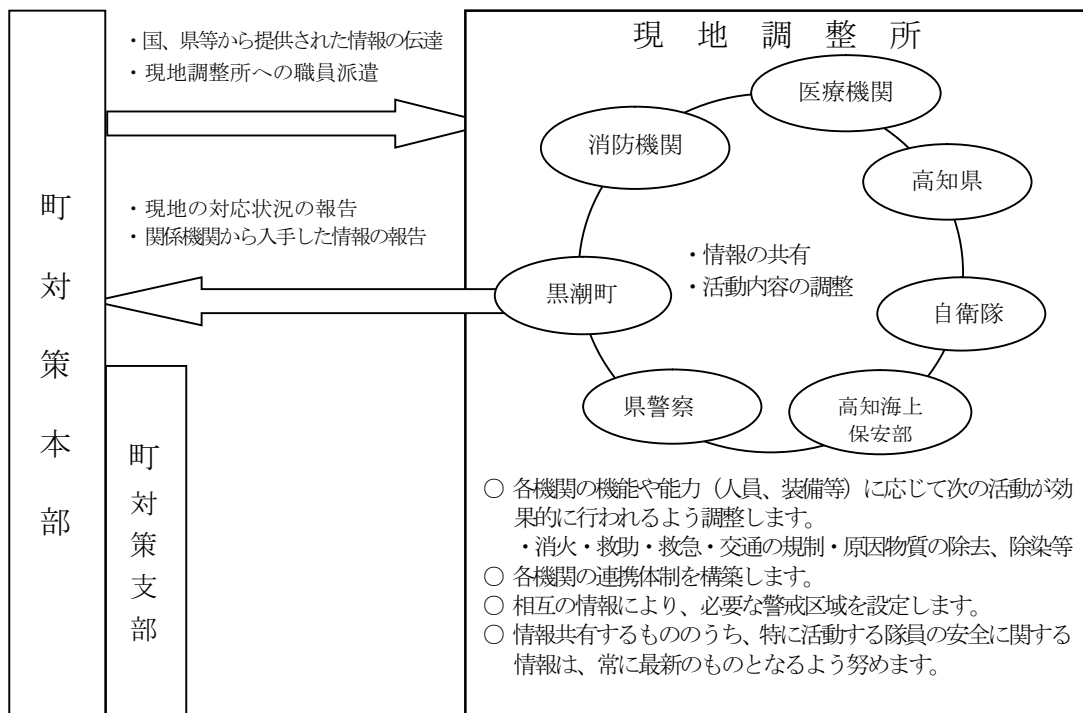 町対策本部
町対策支部
・国、県等から提供された情報の伝達
・現地調整所への職員派遣
・現地の対応状況の報告
・関係機関から入手した情報の報告
現地調整所
医療機関
消防機関
高知県
・情報の共有
・活動内容の調整
黒潮町
自衛隊
県警察
高知海上
保安部
○ 各機関の機能や能力（人員、装備等）に応じて次の活動が効
果的に行われるよう調整します。
・消火・救助・救急・交通の規制・原因物質の除去、除染等
○ 各機関の連携体制を構築します。
○ 相互の情報により、必要な警戒区域を設定します。
○ 情報共有するもののうち、特に活動する隊員の安全に関する
情報は、常に最新のものとなるよう努めます。